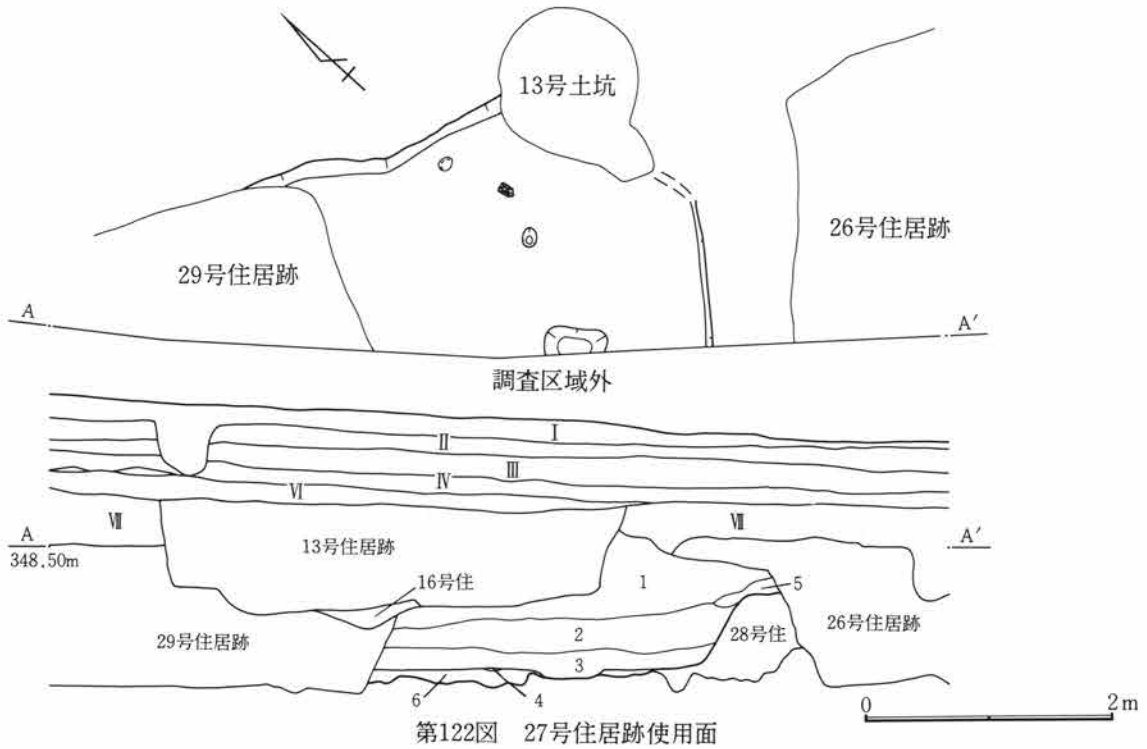 13号土坑
26号住居跡
29号住居跡
A
A′
調査区域外
Ⅰ
Ⅱ
Ⅲ
Ⅳ
Ⅵ
Ⅷ
Ⅷ
A
348.50m
A′
13号住居跡
16号住
1
5
29号住居跡
2
28号住
26号住居跡
3
6
4
0
2m
第122図 27号住居跡使用面